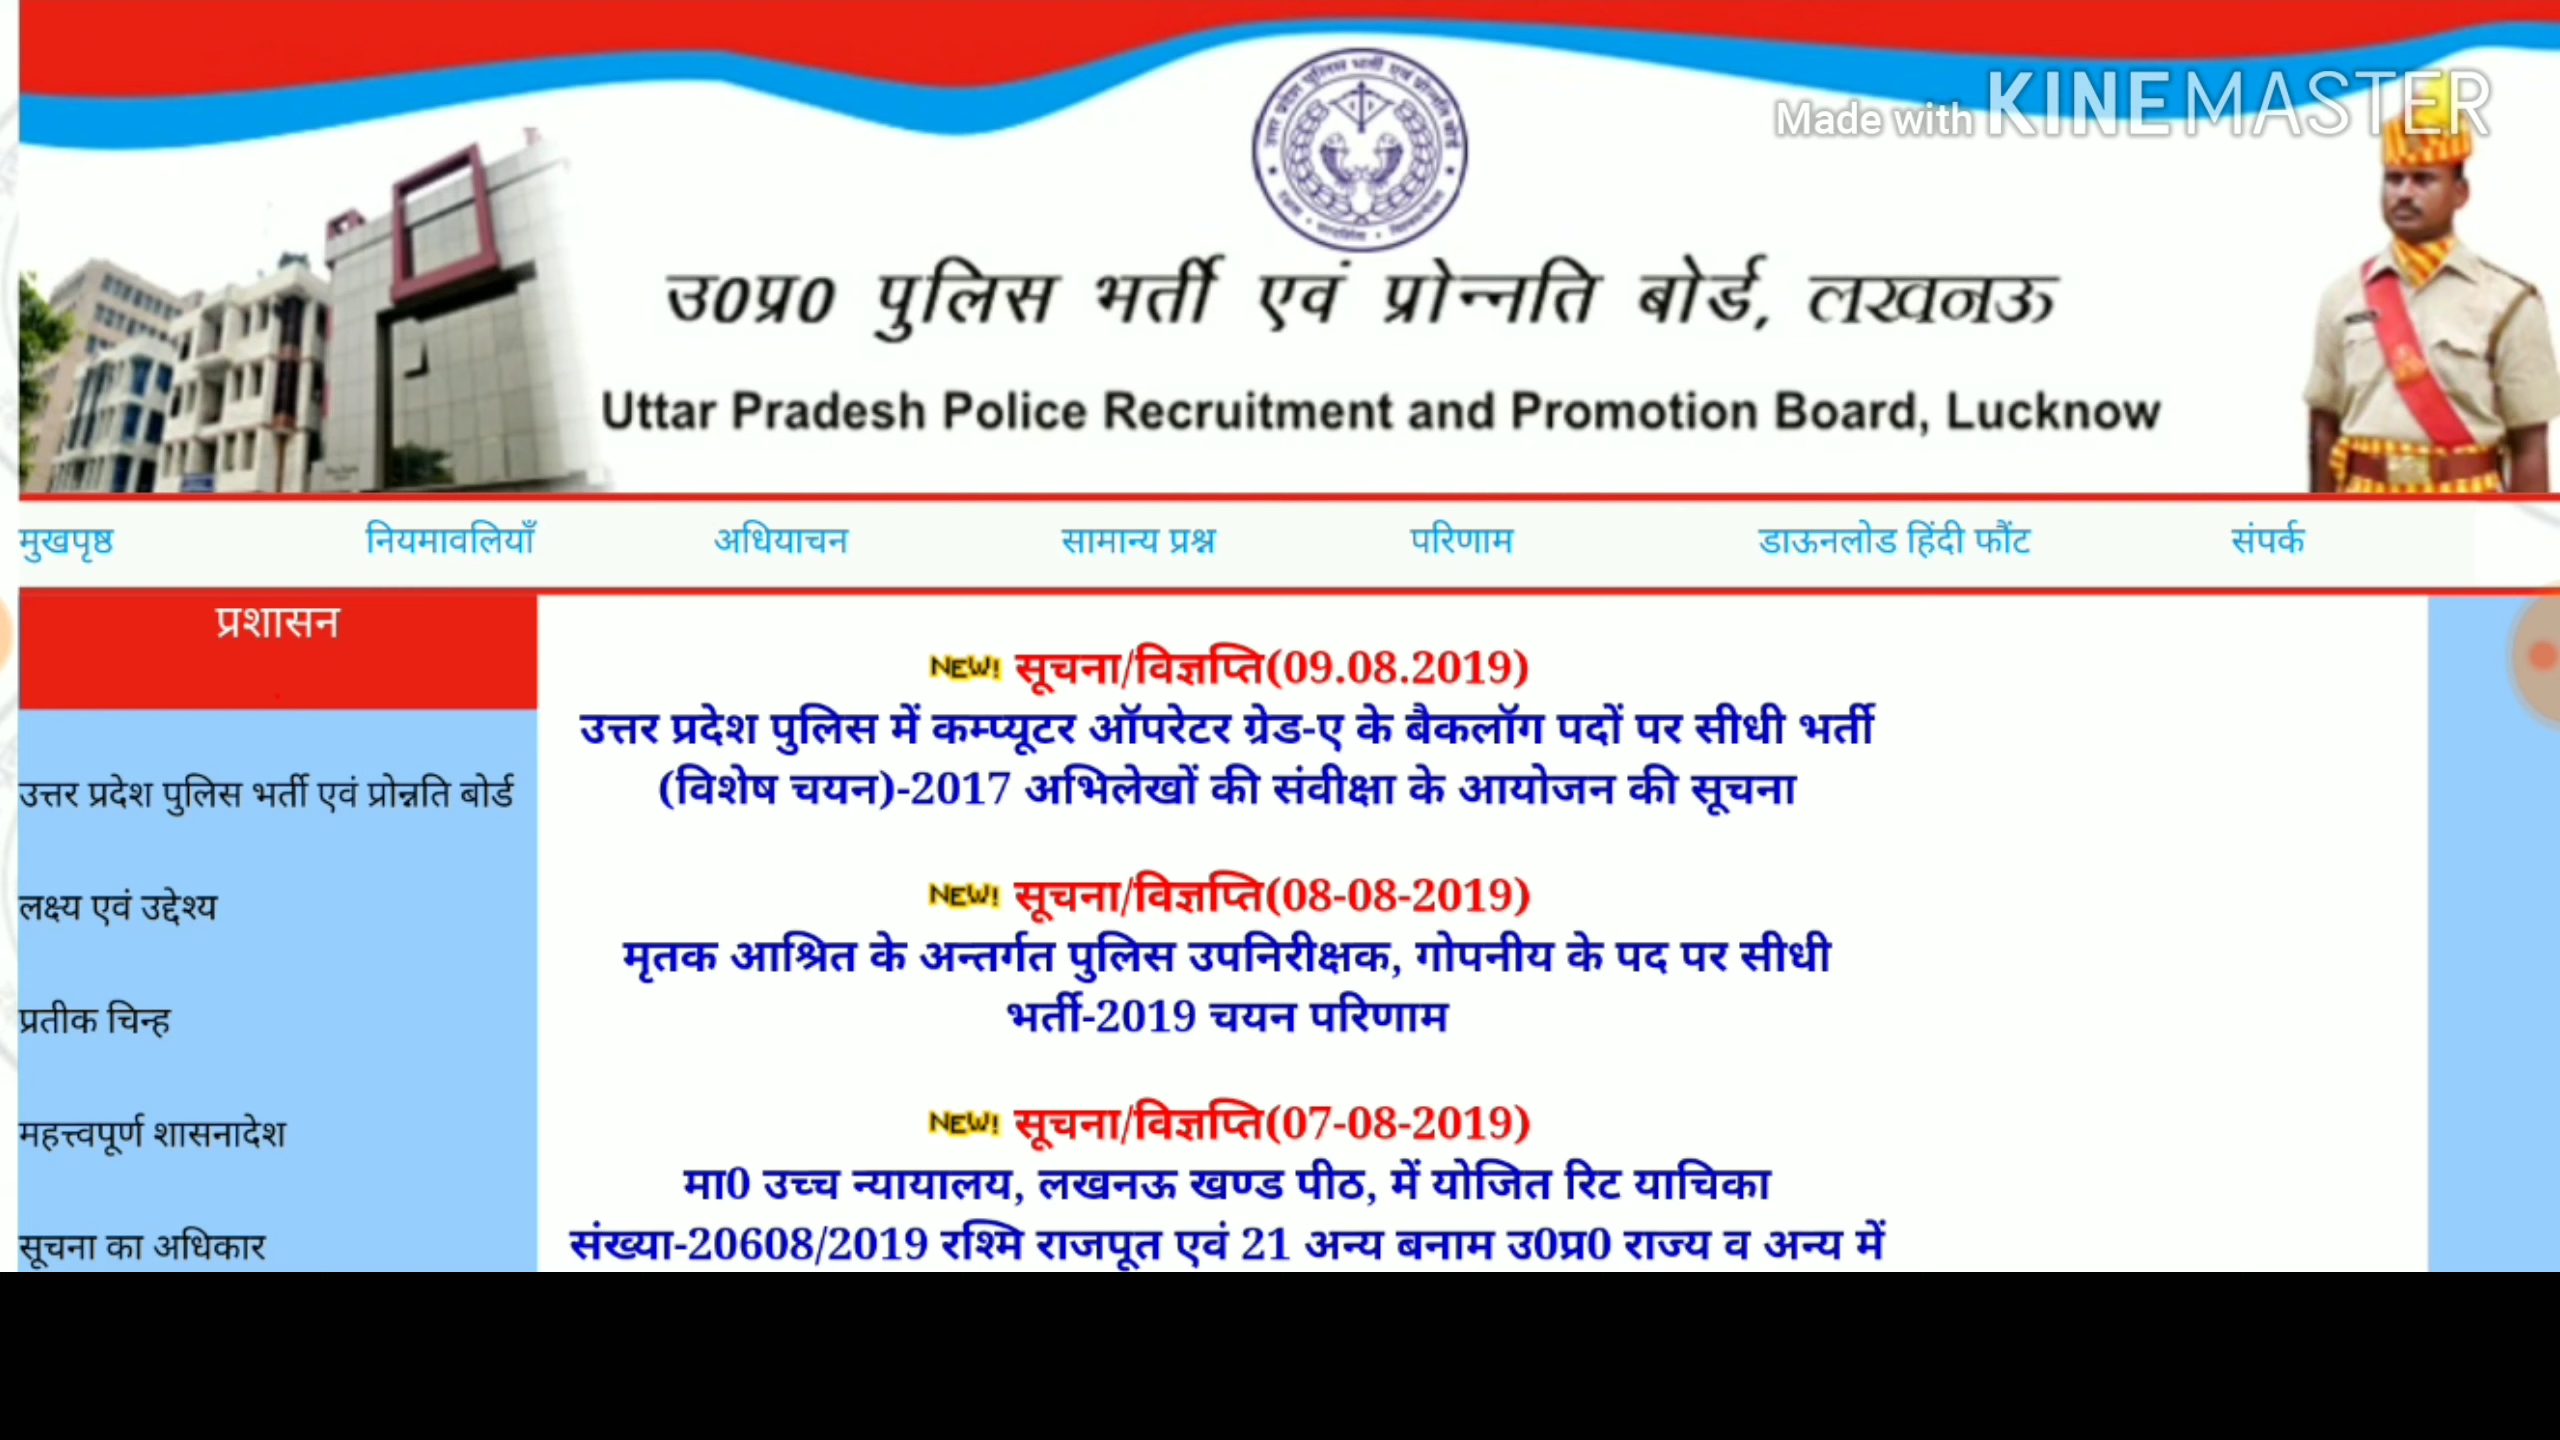 Made with KINEMASTER
उ0प्र0 पुलिस भर्ती एवं प्रोन्नति बोर्ड, लखनऊ
Uttar Pradesh Police Recruitment and Promotion Board, Lucknow
मुखपृष्ठ नियमावलियाँ अधियाचन सामान्य प्रश्न परिणाम डाऊनलोड हिंदी फौंट संपर्क
प्रशासन
उत्तर प्रदेश पुलिस भर्ती एवं प्रोन्नति बोर्ड
लक्ष्य एवं उद्देश्य
प्रतीक चिन्ह
महत्त्वपूर्ण शासनादेश
सूचना का अधिकार
NEW! सूचना/विज्ञप्ति(09.08.2019)
उत्तर प्रदेश पुलिस में कम्प्यूटर ऑपरेटर ग्रेड-ए के बैकलॉग पदों पर सीधी भर्ती
(विशेष चयन)-2017 अभिलेखों की संवीक्षा के आयोजन की सूचना
NEW! सूचना/विज्ञप्ति(08-08-2019)
मृतक आश्रित के अन्तर्गत पुलिस उपनिरीक्षक, गोपनीय के पद पर सीधी
भर्ती-2019 चयन परिणाम
NEW! सूचना/विज्ञप्ति(07-08-2019)
मा0 उच्च न्यायालय, लखनऊ खण्ड पीठ, में योजित रिट याचिका
संख्या-20608/2019 रश्मि राजपूत एवं 21 अन्य बनाम उ0प्र0 राज्य व अन्य में